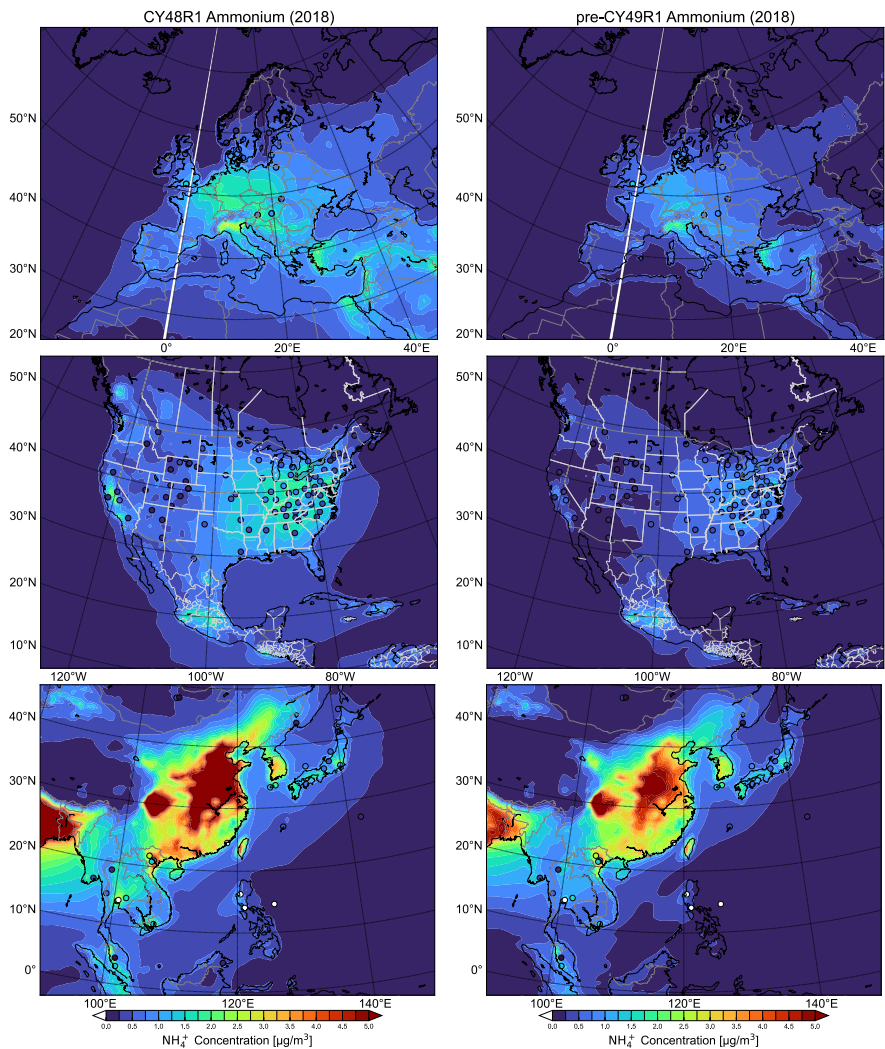 CY48R1 Ammonium (2018)
pre-CY49R1 Ammonium (2018)
50°N
40°N
30°N
20°N
0°
20°E
40°E
50°N
40°N
30°N
20°N
0°
20°E
40°E
50°N
40°N
30°N
20°N
10°N
120°W
100°W
80°W
50°N
40°N
30°N
20°N
10°N
120°W
100°W
80°W
40°N
30°N
20°N
10°N
0°
100°E
120°E
140°E
40°N
30°N
20°N
10°N
0°
100°E
120°E
140°E
0.0 0.5 1.0 1.5 2.0 2.5 3.0 3.5 4.0 4.5 5.0
NH₄⁺ Concentration [µg/m³]
0.0 0.5 1.0 1.5 2.0 2.5 3.0 3.5 4.0 4.5 5.0
NH₄⁺ Concentration [µg/m³]